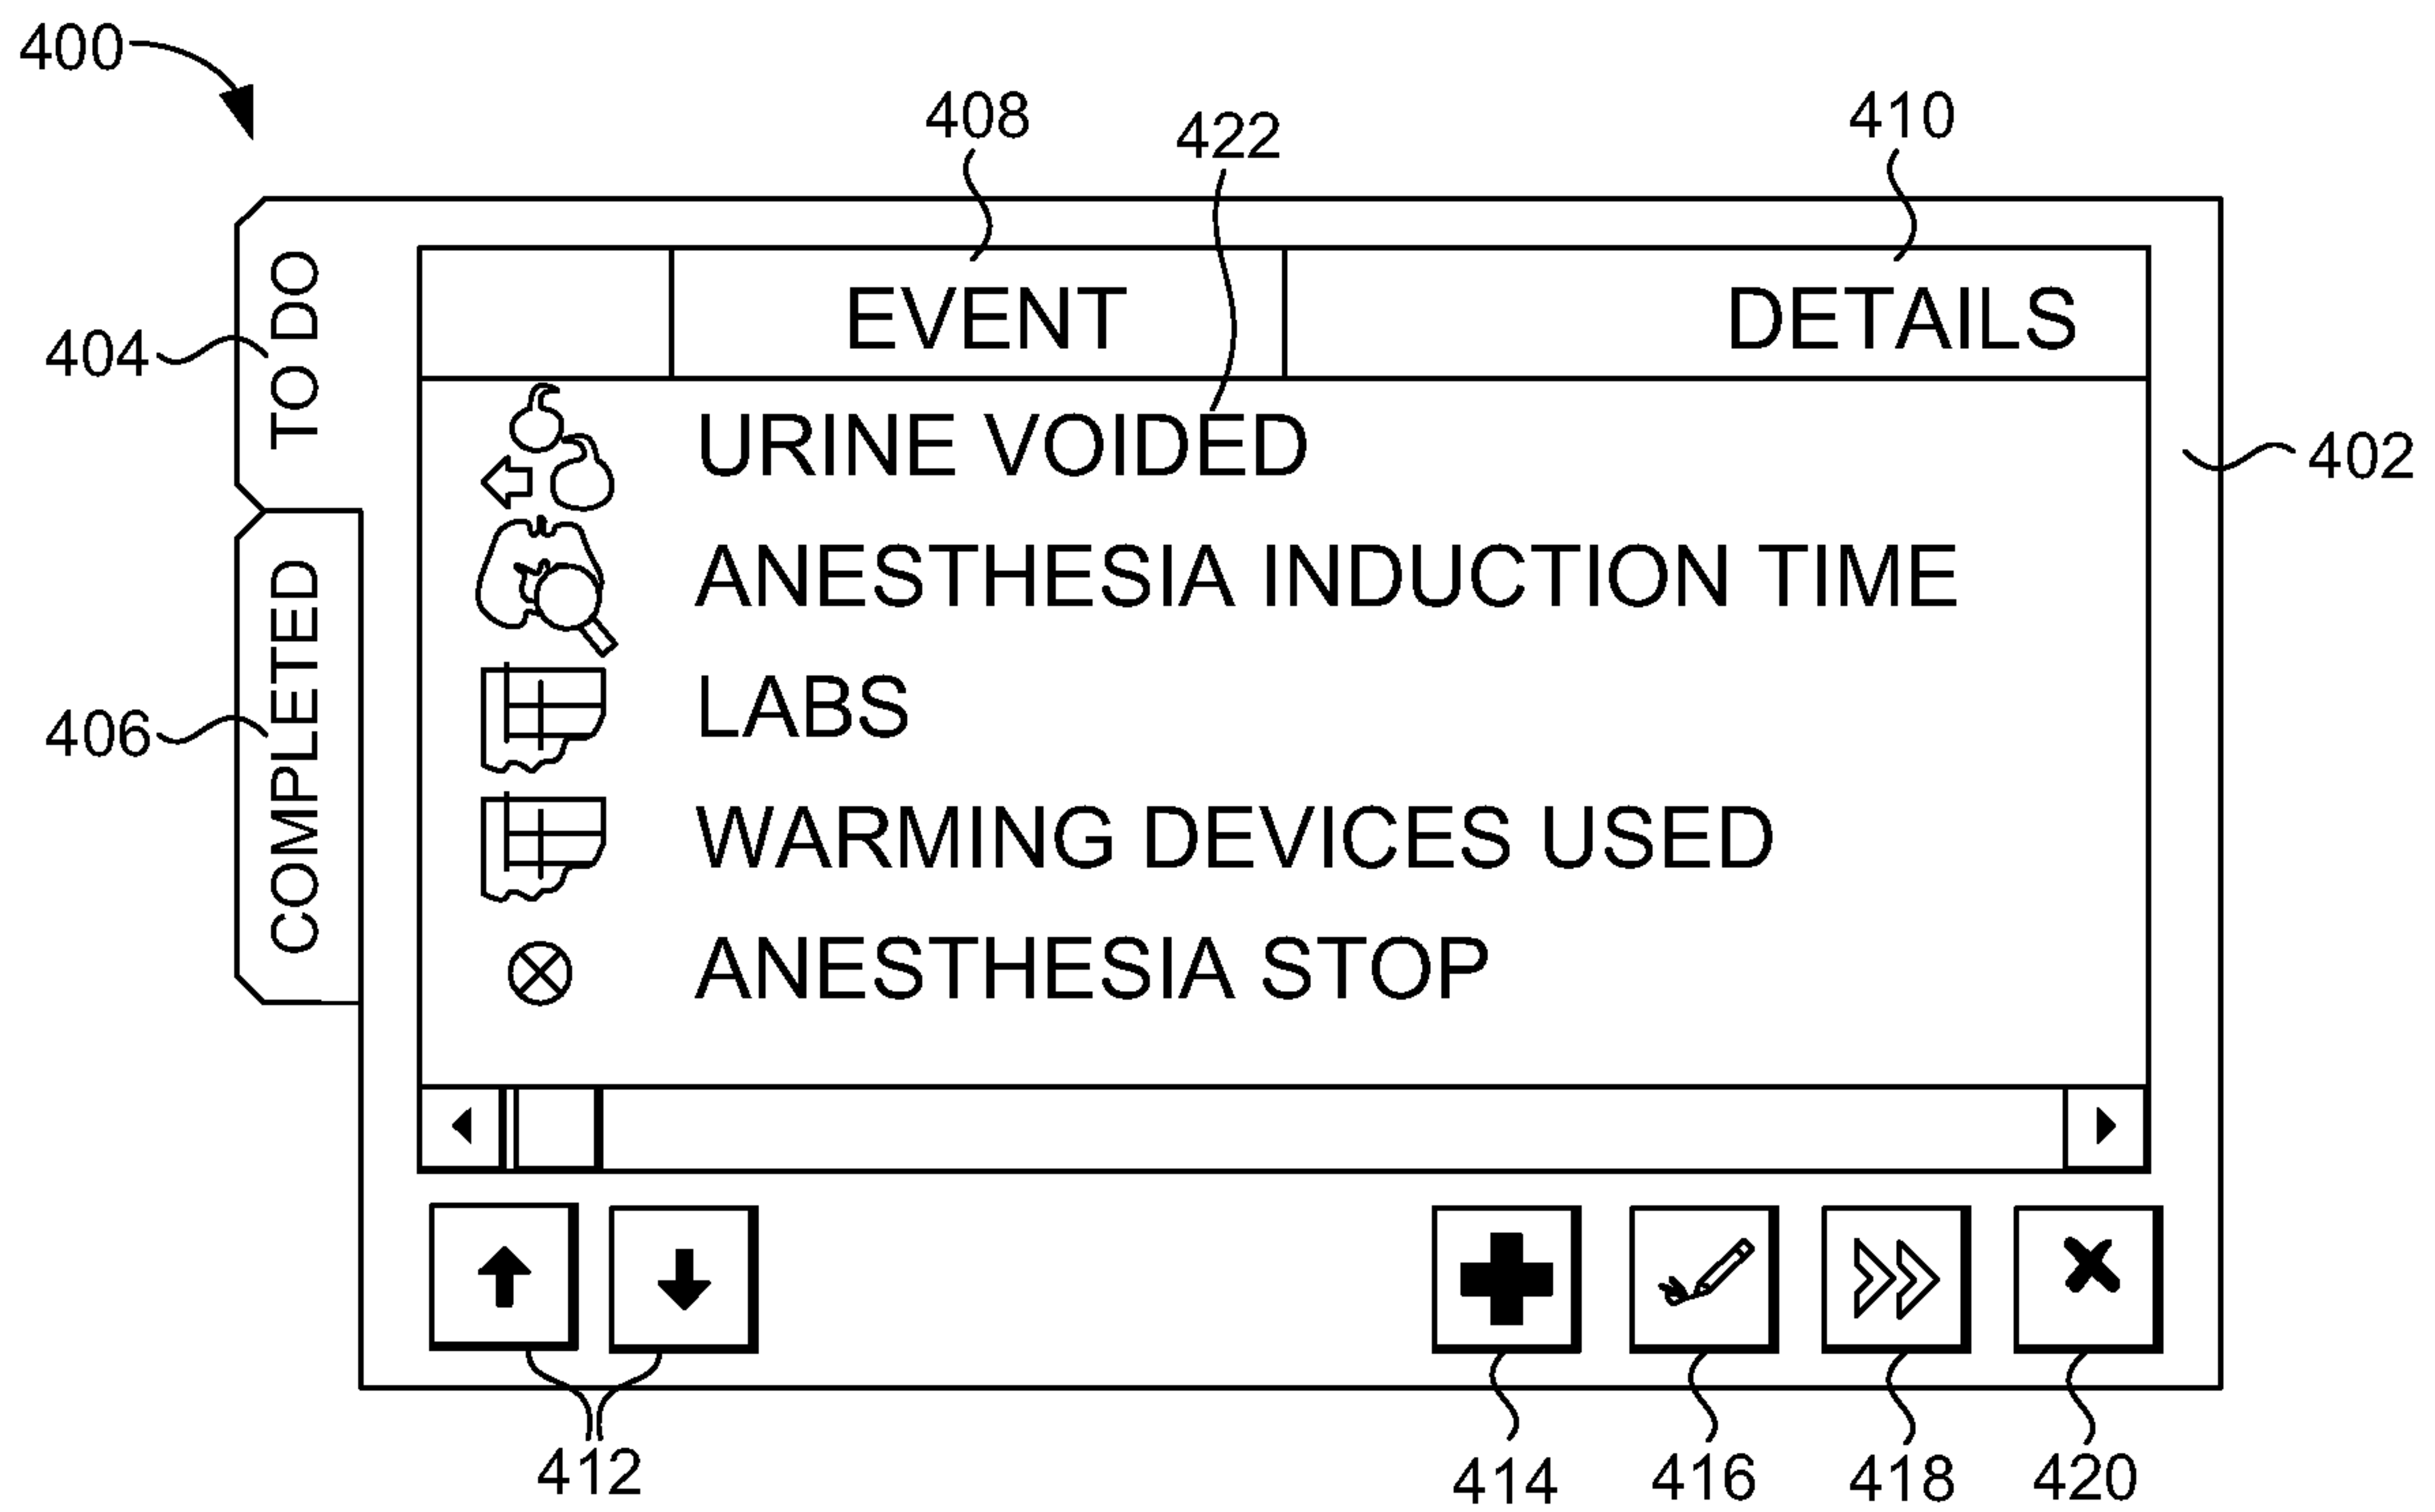 400
408
422
410
EVENT
DETAILS
TO DO
404
URINE VOIDED
402
ANESTHESIA INDUCTION TIME
COMPLETED
406
LABS
WARMING DEVICES USED
ANESTHESIA STOP
412
414
416
418
420